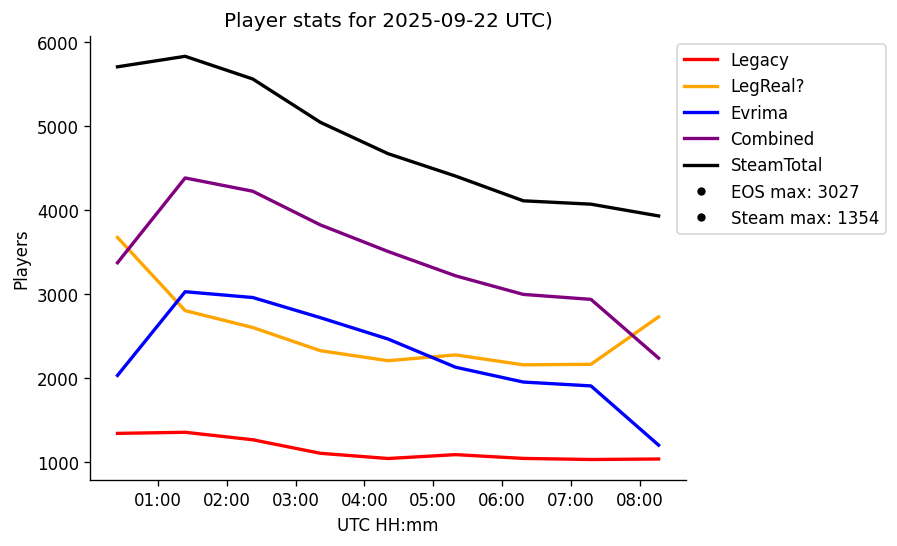 Player stats for 2025-09-22 UTC)
Players
6000
5000
4000
3000
2000
1000
01:00 02:00 03:00 04:00 05:00 06:00 07:00 08:00
UTC HH:mm
Legacy
LegReal?
Evrima
Combined
SteamTotal
EOS max: 3027
Steam max: 1354